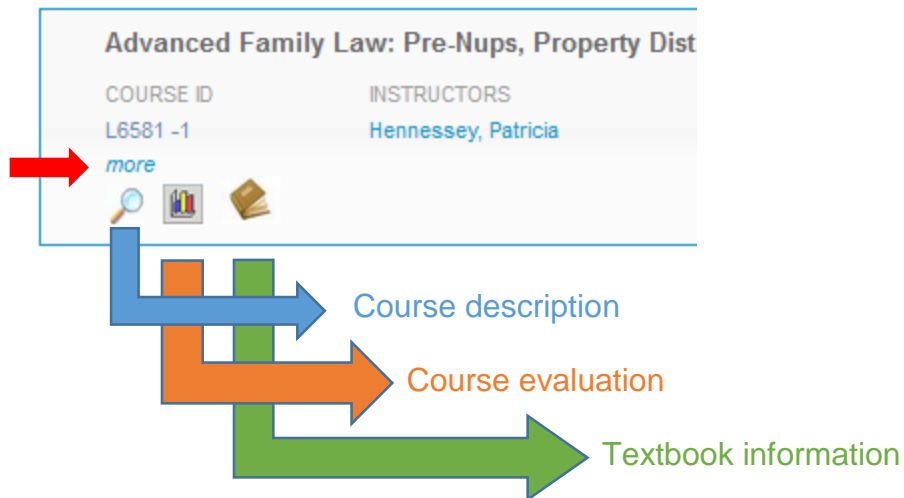 Advanced Family Law: Pre-Nups, Property Dist
COURSE ID INSTRUCTORS
L6581 -1 Hennessey, Patricia
more
Course description
Course evaluation
Textbook information